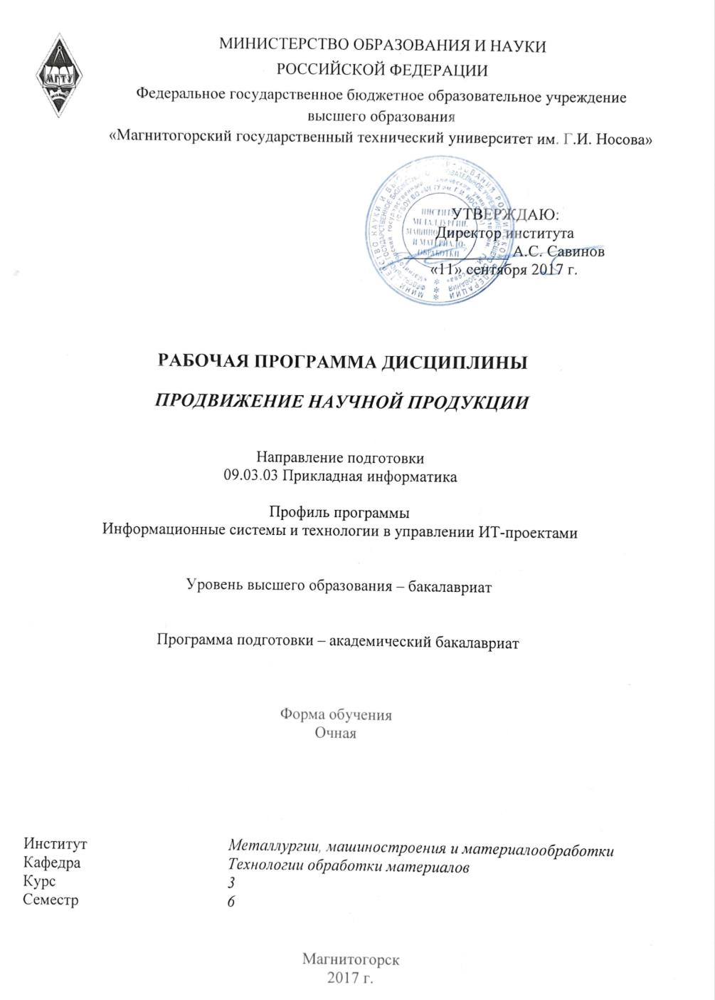 МИНИСТЕРСТВО ОБРАЗОВАНИЯ И НАУКИ
РОССИЙСКОЙ ФЕДЕРАЦИИ
Федеральное государственное бюджетное образовательное учреждение
высшего образования
«Магнитогорский государственный технический университет им. Г.И. Носова»
МГТУ
УТВЕРЖДАЮ:
Директор института
А.С. Савинов
«11» сентября 2017 г.
РАБОЧАЯ ПРОГРАММА ДИСЦИПЛИНЫ
ПРОДВИЖЕНИЕ НАУЧНОЙ ПРОДУКЦИИ
Направление подготовки
09.03.03 Прикладная информатика
Профиль программы
Информационные системы и технологии в управлении ИТ-проектами
Уровень высшего образования – бакалавриат
Программа подготовки – академический бакалавриат
Форма обучения
Очная
Институт Металлургии, машиностроения и материалообработки
Кафедра Технологии обработки материалов
Курс 3
Семестр 6
Магнитогорск
2017 г.